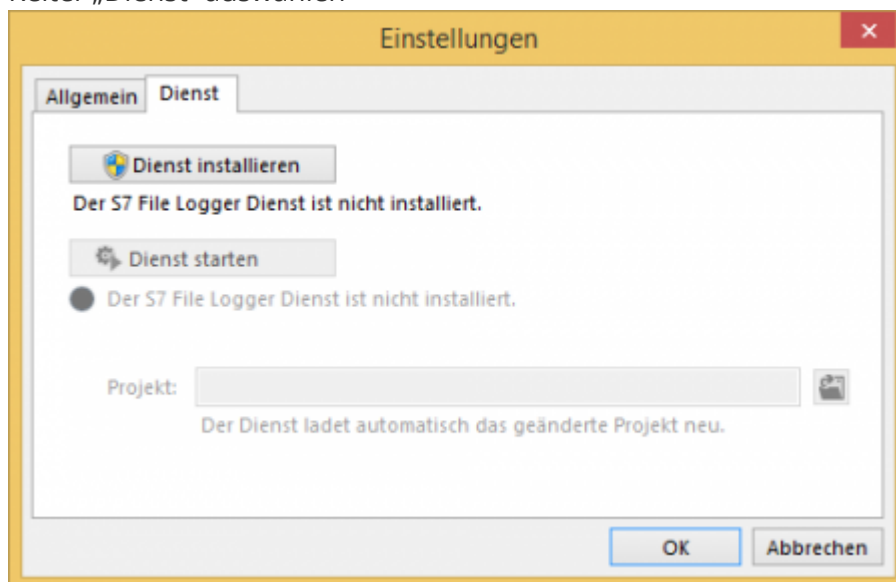 Reiter „Dienst" auswählen
Einstellungen
Allgemein Dienst
Dienst installieren
Der S7 File Logger Dienst ist nicht installiert.
Dienst starten
Der S7 File Logger Dienst ist nicht installiert.
Projekt:
Der Dienst ladet automatisch das geänderte Projekt neu.
OK Abbrechen